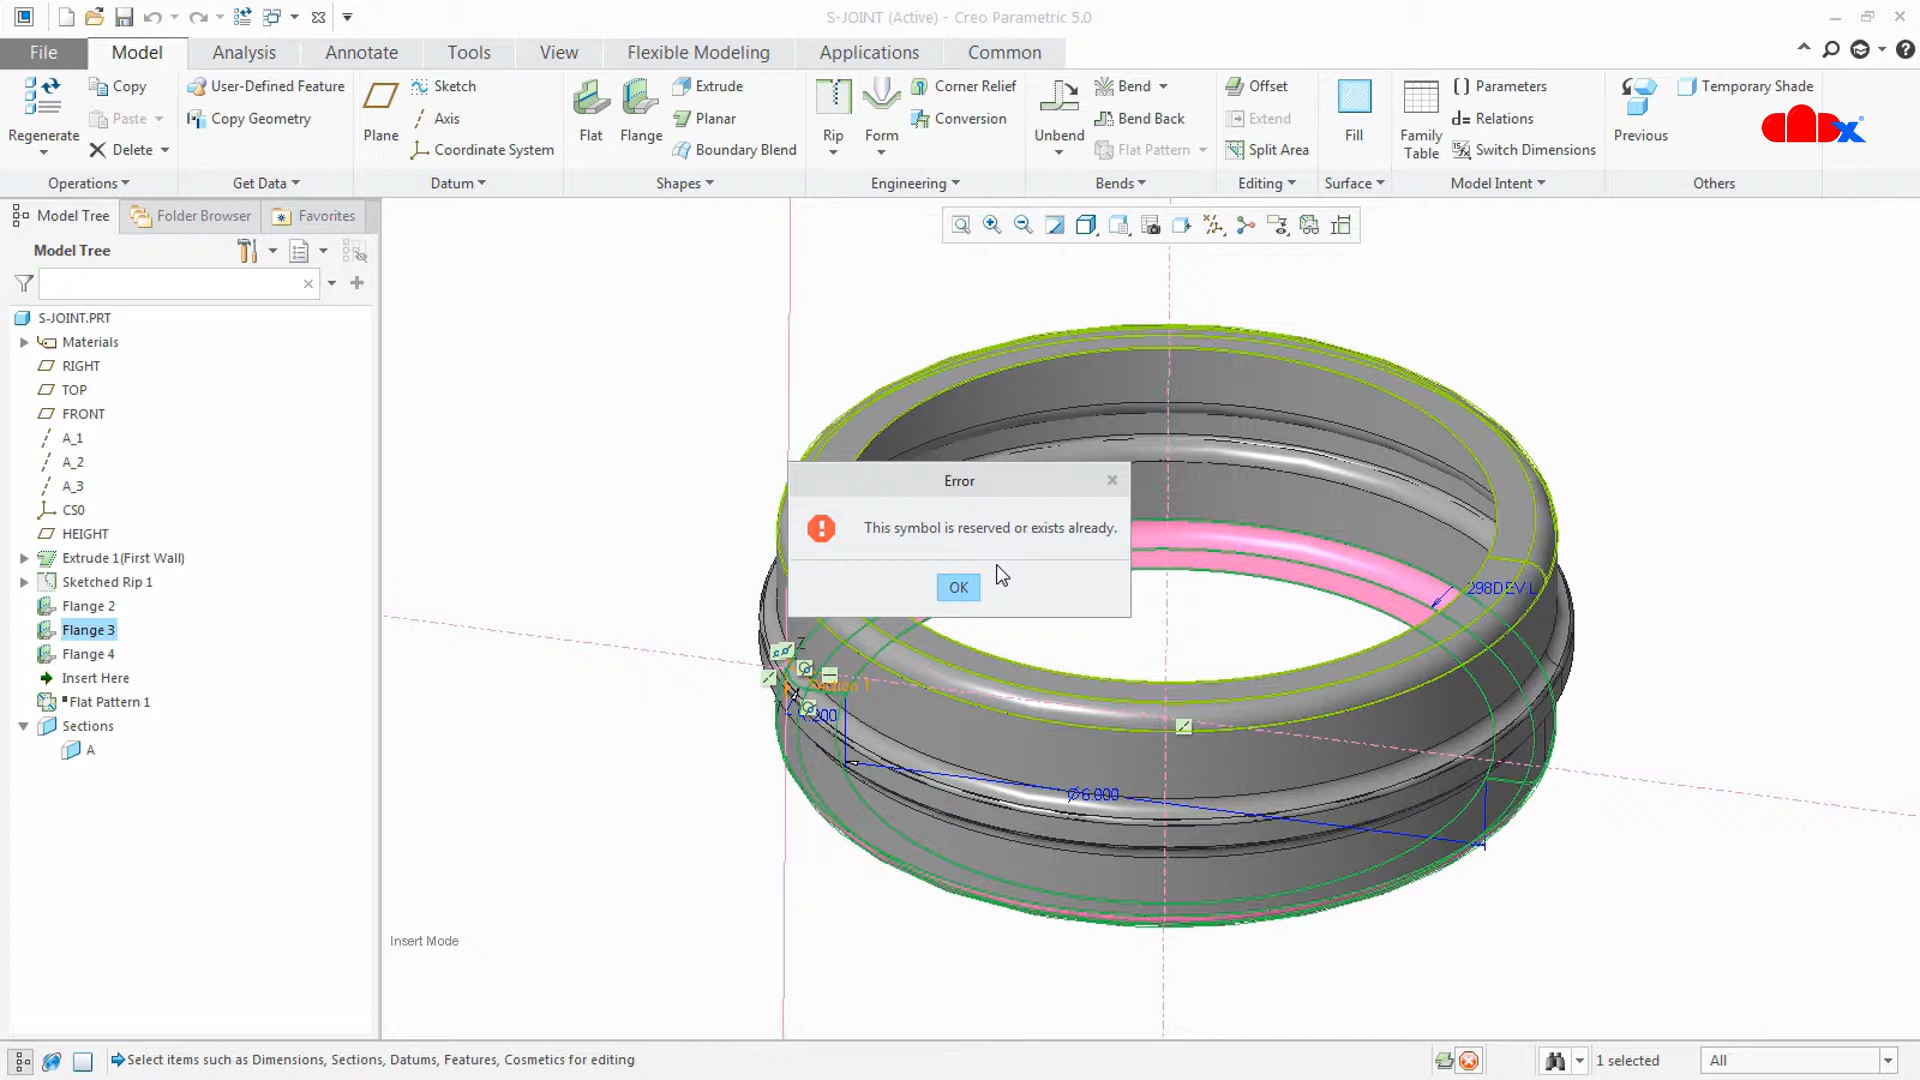 S-JOINT (Active) - Creo Parametric 5.0
File Model Analysis Annotate Tools View Flexible Modeling Applications Common
Regenerate
Copy
Paste
Delete
Operations
User-Defined Feature
Copy Geometry
Get Data
Plane
Sketch
Axis
Coordinate System
Datum
Flat
Flange
Extrude
Planar
Boundary Blend
Shapes
Rip
Form
Corner Relief
Conversion
Engineering
Unbend
Bend
Bend Back
Flat Pattern
Bends
Offset
Extend
Split Area
Editing
Fill
Surface
Family
Table
Parameters
Relations
Switch Dimensions
Model Intent
Previous
Temporary Shade
Others
Model Tree Folder Browser Favorites
Model Tree
S-JOINT.PRT
Materials
RIGHT
TOP
FRONT
A_1
A_2
A_3
CS0
HEIGHT
Extrude 1(First Wall)
Sketched Rip 1
Flange 2
Flange 3
Flange 4
Insert Here
Flat Pattern 1
Sections
A
Error
This symbol is reserved or exists already.
OK
Z
Ø6.000
Insert Mode
Select items such as Dimensions, Sections, Datums, Features, Cosmetics for editing
1 selected
All